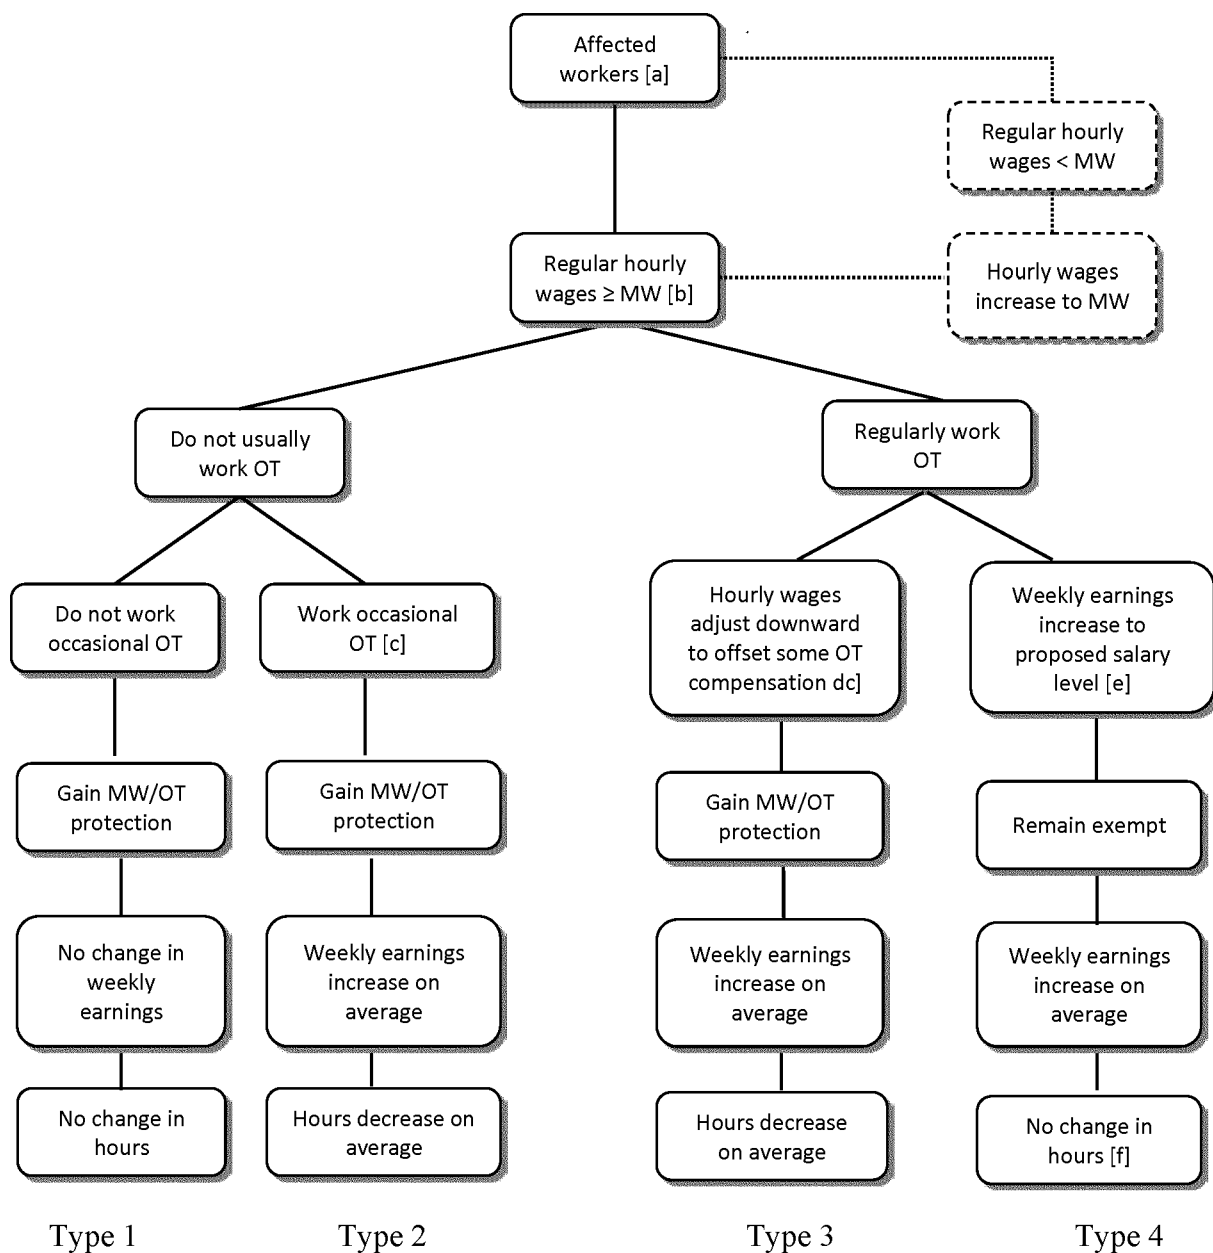 Affected
workers [a]
Regular hourly
wages < MW
Regular hourly
wages ≥ MW [b]
Hourly wages
increase to MW
Do not usually
work OT
Regularly work
OT
Do not work
occasional OT
Work occasional
OT [c]
Hourly wages
adjust downward
to offset some OT
compensation dc]
Weekly earnings
increase to
proposed salary
level [e]
Gain MW/OT
protection
Gain MW/OT
protection
Gain MW/OT
protection
Remain exempt
No change in
weekly
earnings
Weekly earnings
increase on
average
Weekly earnings
increase on
average
Weekly earnings
increase on
average
No change in
hours
Hours decrease on
average
Hours decrease
on average
No change in
hours [f]
Type 1
Type 2
Type 3
Type 4